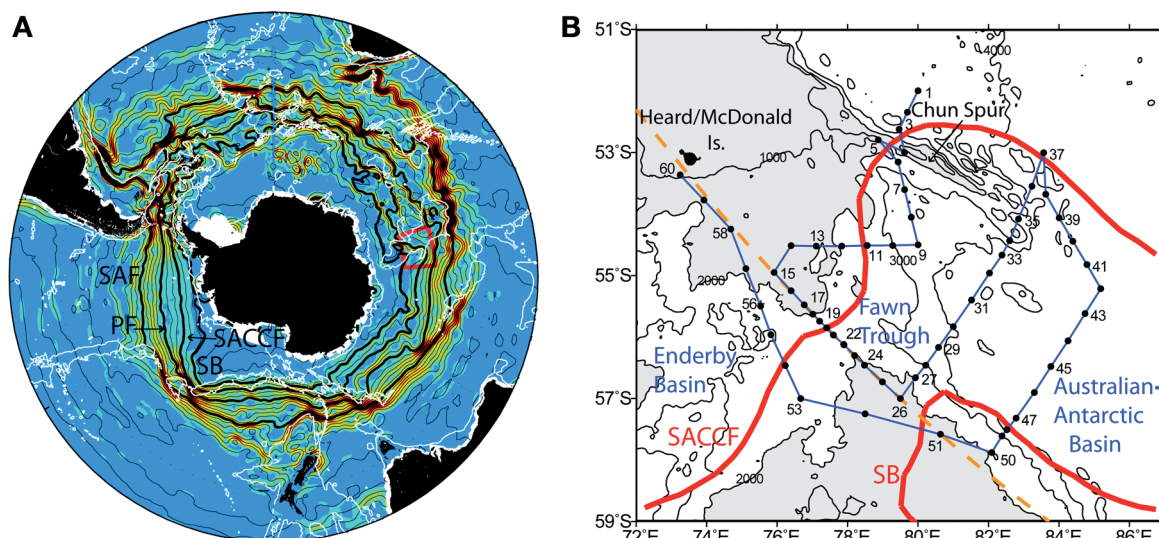 A
SAF
PF
SACCF
SB
B
51°S
53°S
55°S
57°S
59°S
72°E
74°E
76°E
78°E
80°E
82°E
84°E
86°E
4000
1
Chun Spur
3
Heard/McDonald
Is.
5
37
1000
60
7
35
39
58
13
11
3000
9
33
41
15
2000
56
17
Fawn
Trough
31
43
19
22
29
Enderby
Basin
24
27
45
Australian-
Antarctic
Basin
53
26
47
SACCF
51
50
SB
2000